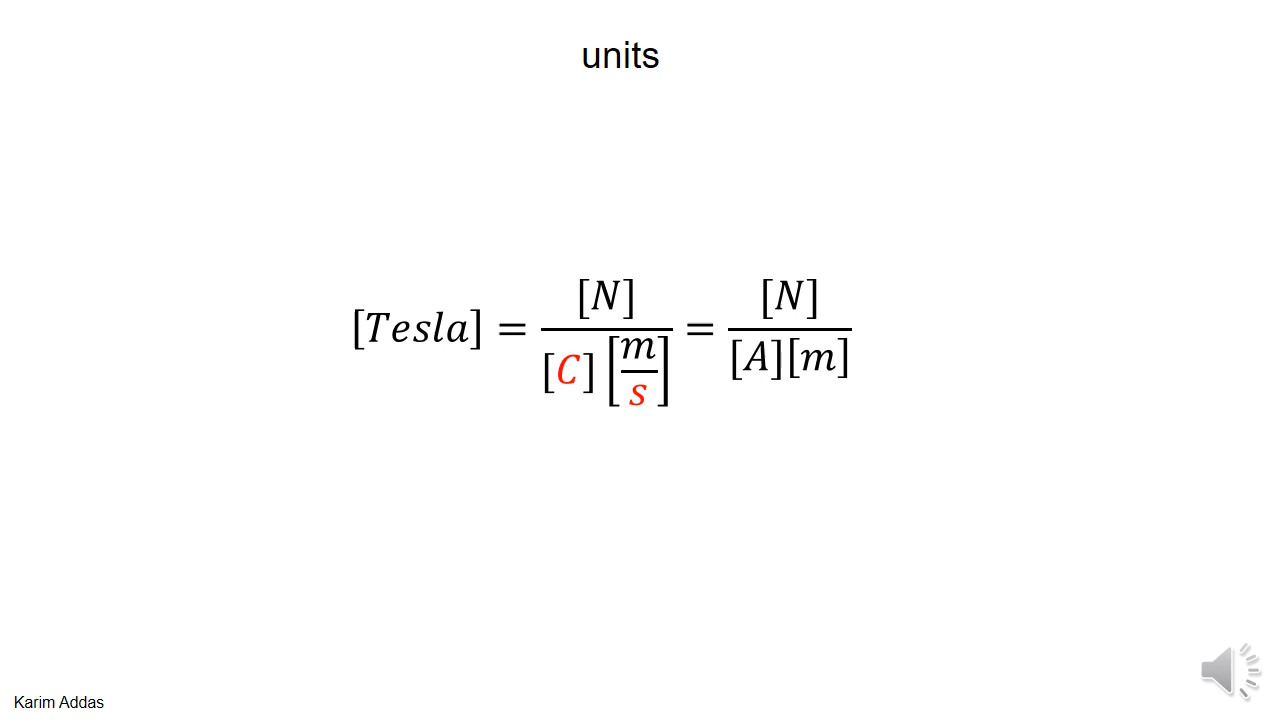 units
[Tesla] = [N] / [C] [m/s] = [N] / [A][m]
Karim Addas